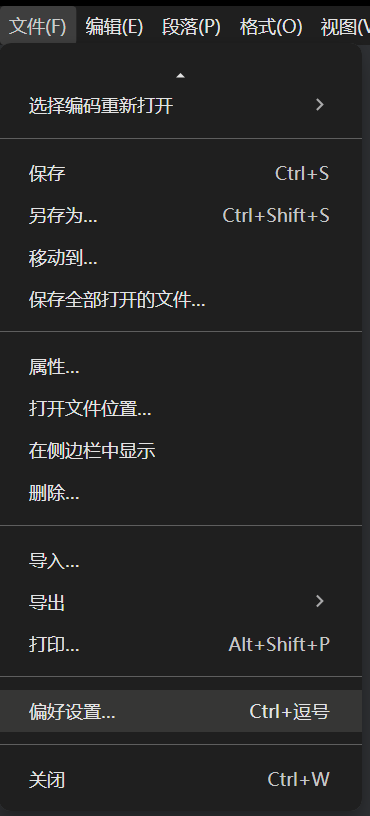 文件(F) 编辑(E) 段落(P) 格式(O) 视图(V
选择编码重新打开
保存 Ctrl+S
另存为... Ctrl+Shift+S
移动到...
保存全部打开的文件...
属性...
打开文件位置...
在侧边栏中显示
删除...
导入...
导出
打印... Alt+Shift+P
偏好设置... Ctrl+逗号
关闭 Ctrl+W